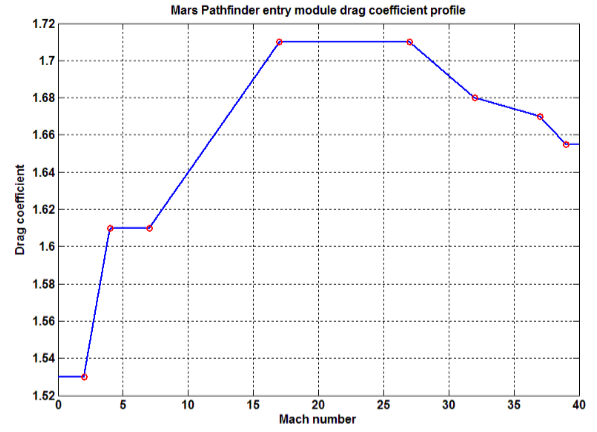 Mars Pathfinder entry module drag coefficient profile
1.72
1.7
1.68
1.66
1.64
1.62
1.6
1.58
1.56
1.54
1.52
Drag coefficient
0 5 10 15 20 25 30 35 40
Mach number